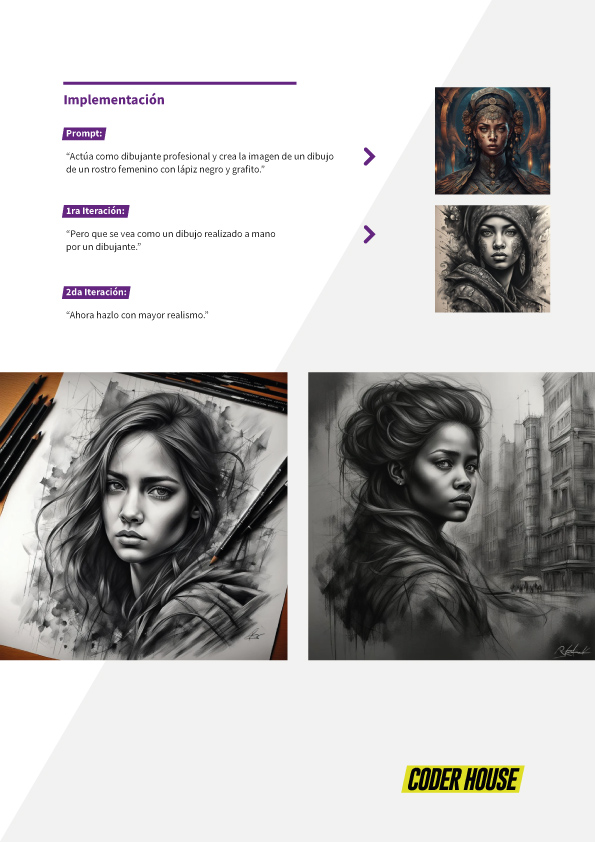 Implementación
Prompt:
“Actúa como dibujante profesional y crea la imagen de un dibujo
de un rostro femenino con lápiz negro y grafito.”
1ra Iteración:
“Pero que se vea como un dibujo realizado a mano
por un dibujante.”
2da Iteración:
“Ahora hazlo con mayor realismo.”
CODER HOUSE